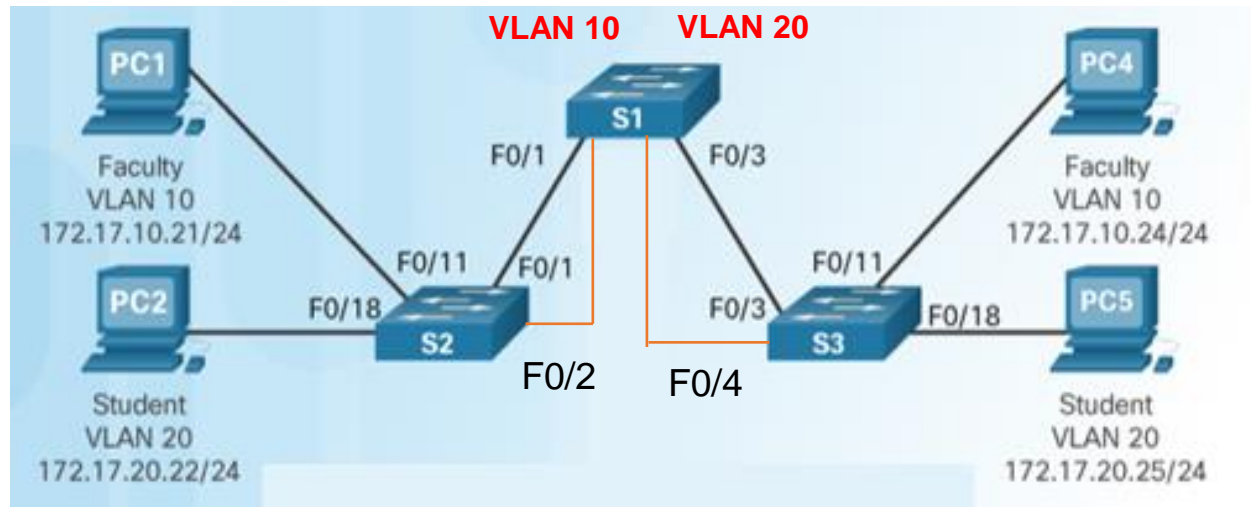 VLAN 10
VLAN 20
PC1
Faculty
VLAN 10
172.17.10.21/24
PC2
Student
VLAN 20
172.17.20.22/24
S1
F0/1
F0/3
F0/11
F0/1
F0/18
S2
F0/2
F0/4
F0/3
F0/11
F0/18
S3
PC4
Faculty
VLAN 10
172.17.10.24/24
PC5
Student
VLAN 20
172.17.20.25/24